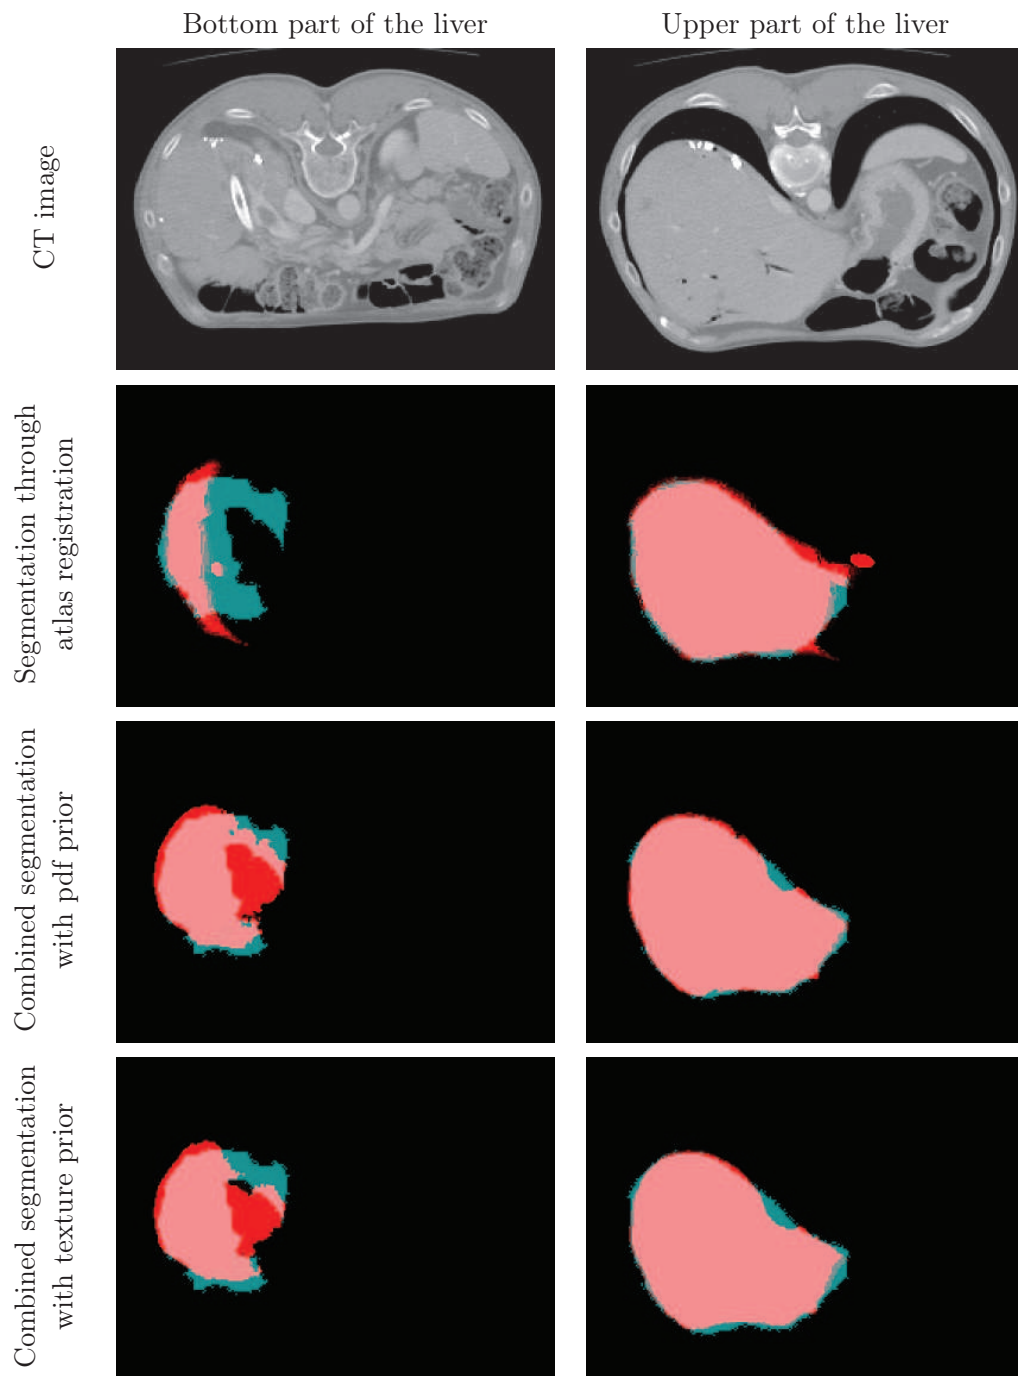 Bottom part of the liver
Upper part of the liver
CT image
Segmentation through
atlas registration
Combined segmentation
with pdf prior
Combined segmentation
with texture prior